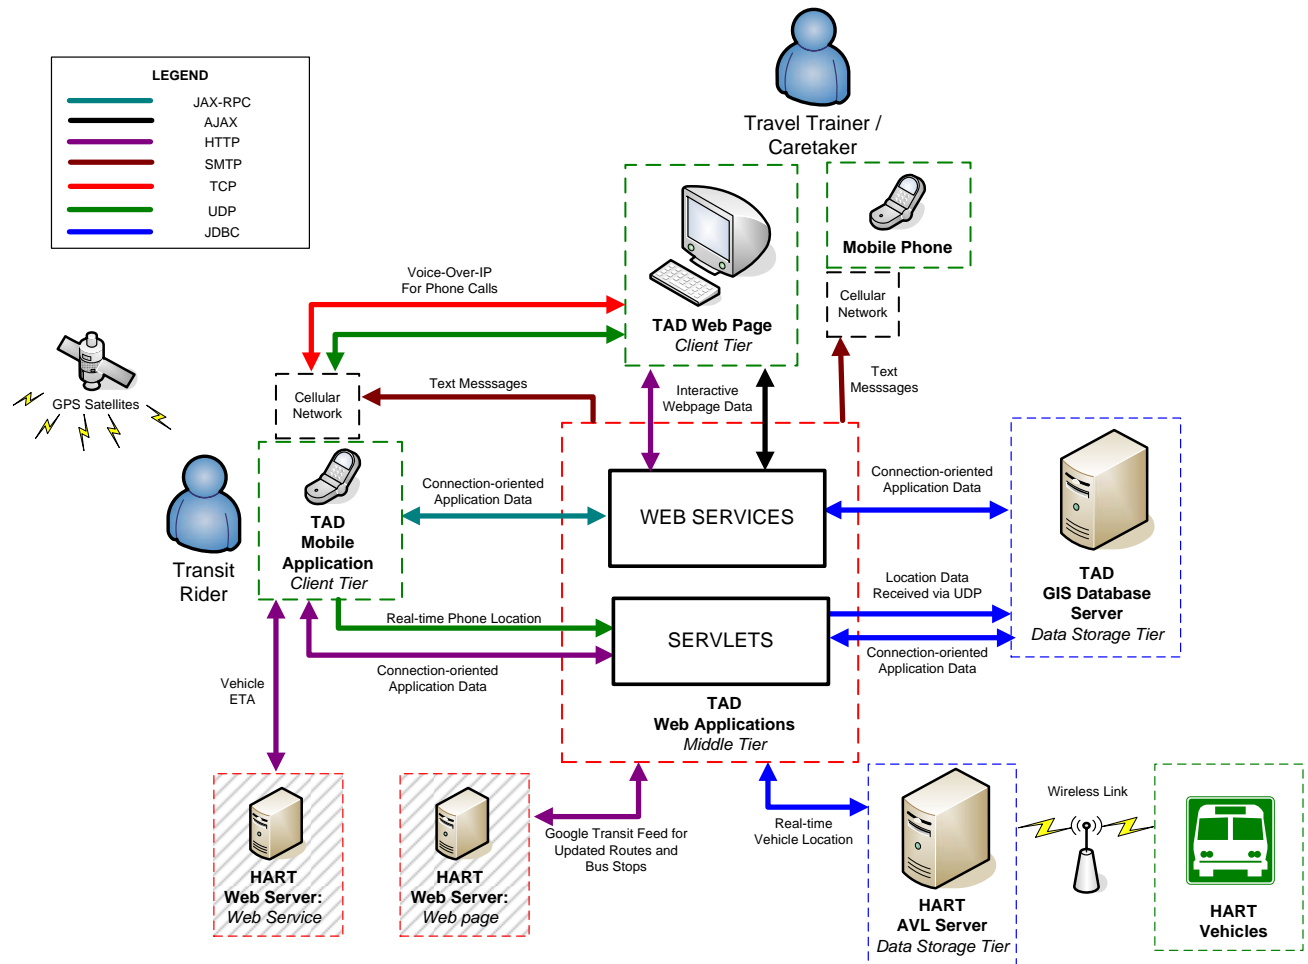 LEGEND
JAX-RPC
AJAX
HTTP
SMTP
TCP
UDP
JDBC
Travel Trainer /
Caretaker
Mobile Phone
Cellular
Network
Voice-Over-IP
For Phone Calls
TAD Web Page
Client Tier
GPS Satellites
Cellular
Network
Text Messsages
Interactive
Webpage Data
Text
Messsages
Transit
Rider
TAD
Mobile
Application
Client Tier
Connection-oriented
Application Data
WEB SERVICES
Connection-oriented
Application Data
TAD
GIS Database
Server
Data Storage Tier
Real-time Phone Location
SERVLETS
Location Data
Received via UDP
Connection-oriented
Application Data
Connection-oriented
Application Data
Vehicle
ETA
TAD
Web Applications
Middle Tier
HART
Web Server:
Web Service
HART
Web Server:
Web page
Google Transit Feed for
Updated Routes and
Bus Stops
Real-time
Vehicle Location
HART
AVL Server
Data Storage Tier
Wireless Link
HART
Vehicles